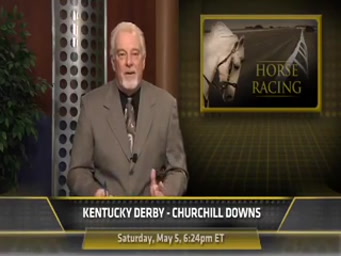 HORSE
RACING
KENTUCKY DERBY - CHURCHILL DOWNS
Saturday, May 5, 6:24pm ET